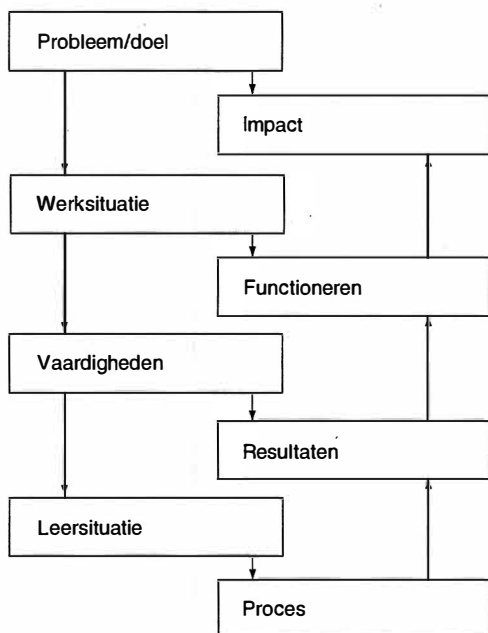 Probleem/doel
Impact
Werksituatie
Functioneren
Vaardigheden
Resultaten
Leersituatie
Proces